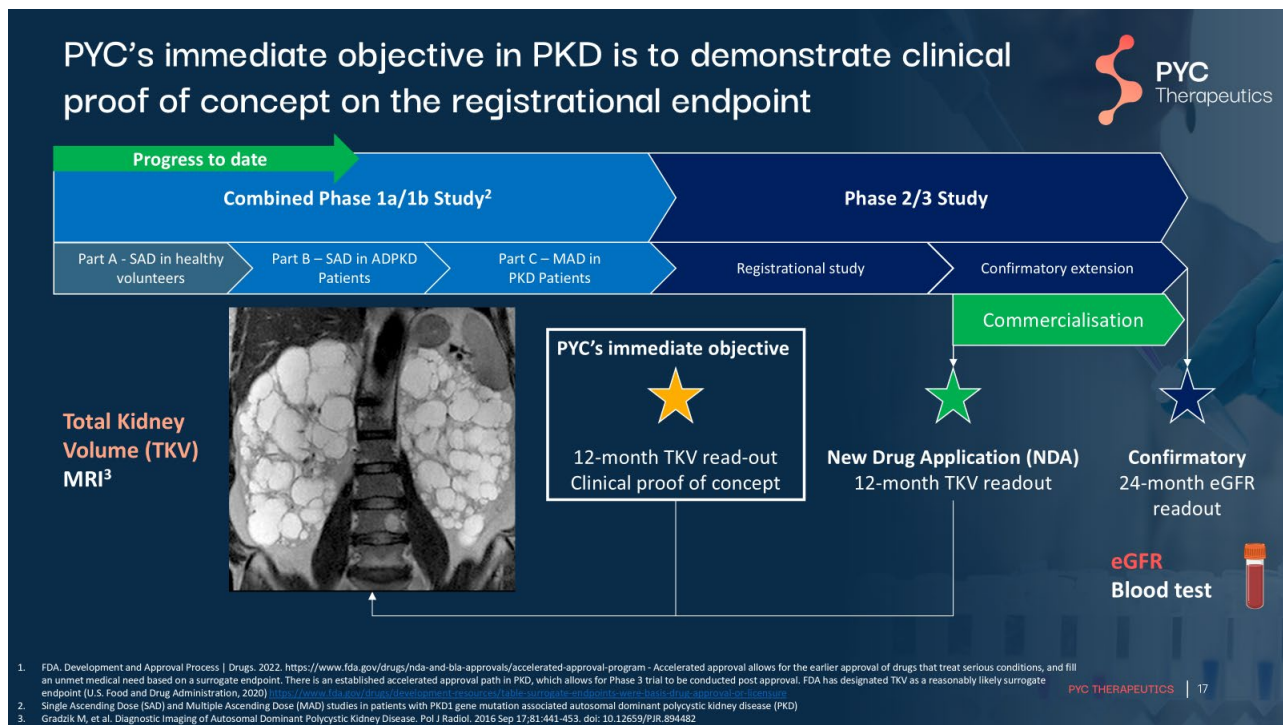 PYC's immediate objective in PKD is to demonstrate clinical
proof of concept on the registrational endpoint
PYC
Therapeutics
Progress to date
Combined Phase 1a/1b Study2
Phase 2/3 Study
Part A - SAD in healthy
volunteers
Part B – SAD in ADPKD
Patients
Part C – MAD in
PKD Patients
Registrational study
Confirmatory extension
Commercialisation
PYC's immediate objective
Total Kidney
Volume (TKV)
MRI3
12-month TKV read-out
Clinical proof of concept
New Drug Application (NDA)
12-month TKV readout
Confirmatory
24-month eGFR
readout
eGFR
Blood test
1. FDA. Development and Approval Process | Drugs. 2022. https://www.fda.gov/drugs/nda-and-bla-approvals/accelerated-approval-program - Accelerated approval allows for the earlier approval of drugs that treat serious conditions, and fill
an unmet medical need based on a surrogate endpoint. There is an established accelerated approval path in PKD, which allows for Phase 3 trial to be conducted post approval. FDA has designated TKV as a reasonably likely surrogate
endpoint (U.S. Food and Drug Administration, 2020) https://www.fda.gov/drugs/development-resources/table-surrogate-endpoints-were-basis-drug-approval-or-licensure
2. Single Ascending Dose (SAD) and Multiple Ascending Dose (MAD) studies in patients with PKD1 gene mutation associated autosomal dominant polycystic kidney disease (PKD)
3. Gradzik M, et al. Diagnostic Imaging of Autosomal Dominant Polycystic Kidney Disease. Pol J Radiol. 2016 Sep 17;81:441-453. doi: 10.12659/PJR.894482
PYC THERAPEUTICS | 17